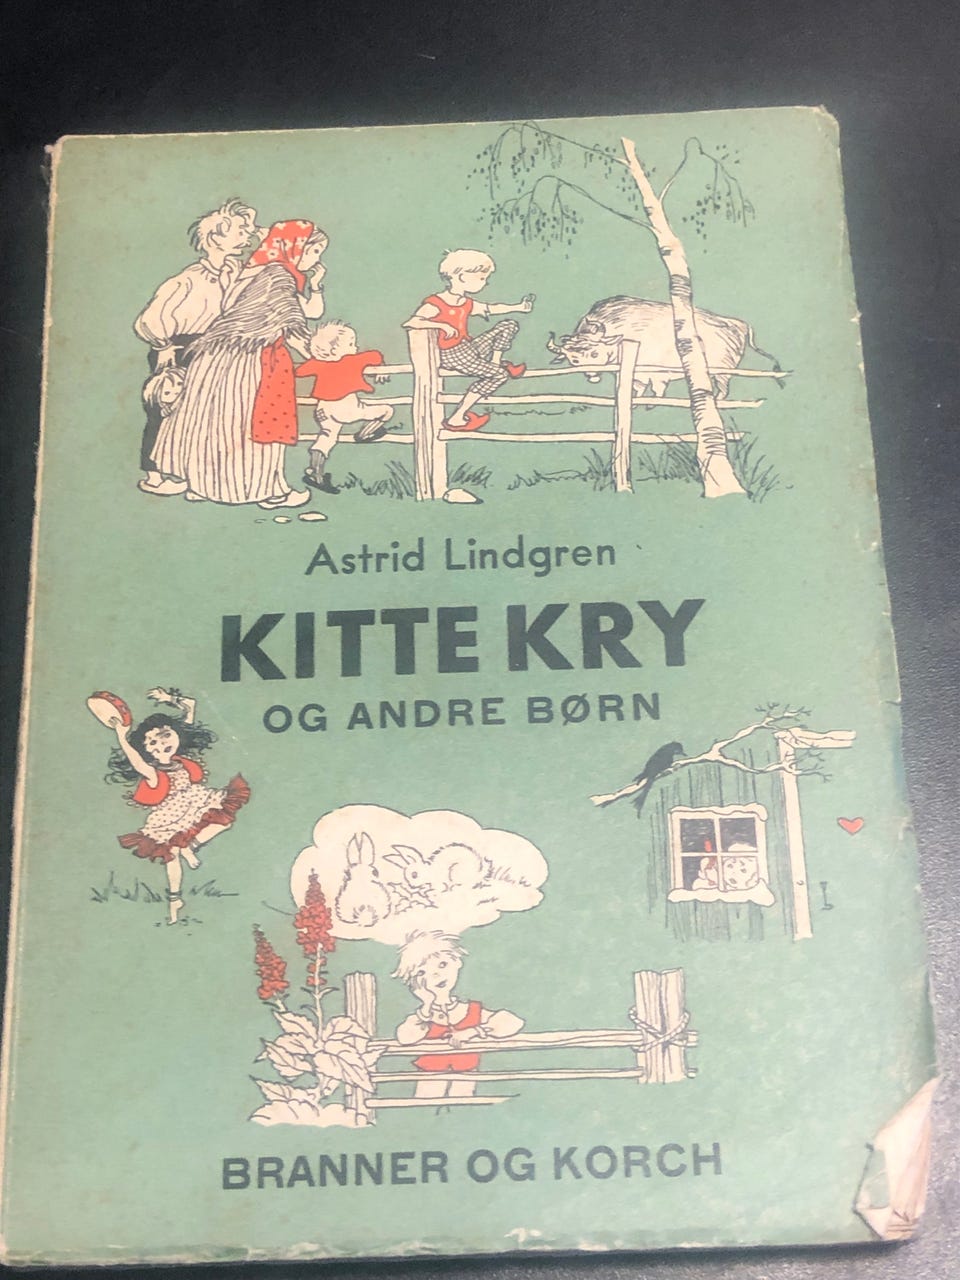 Astrid Lindgren
KITTE KRY
OG ANDRE BØRN
BRANNER OG KORCH